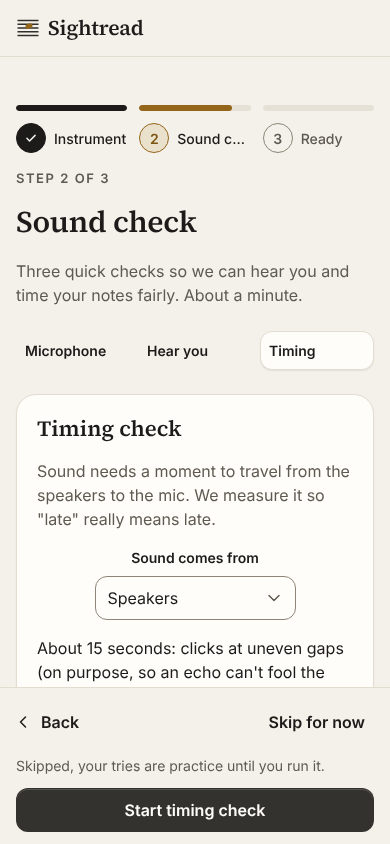 Sightread
Instrument
2
Sound c...
3
Ready
STEP 2 OF 3
Sound check
Three quick checks so we can hear you and
time your notes fairly. About a minute.
Microphone
Hear you
Timing
Timing check
Sound needs a moment to travel from the
speakers to the mic. We measure it so
"late" really means late.
Sound comes from
Speakers
About 15 seconds: clicks at uneven gaps
(on purpose, so an echo can't fool the
Back
Skip for now
Skipped, your tries are practice until you run it.
Start timing check